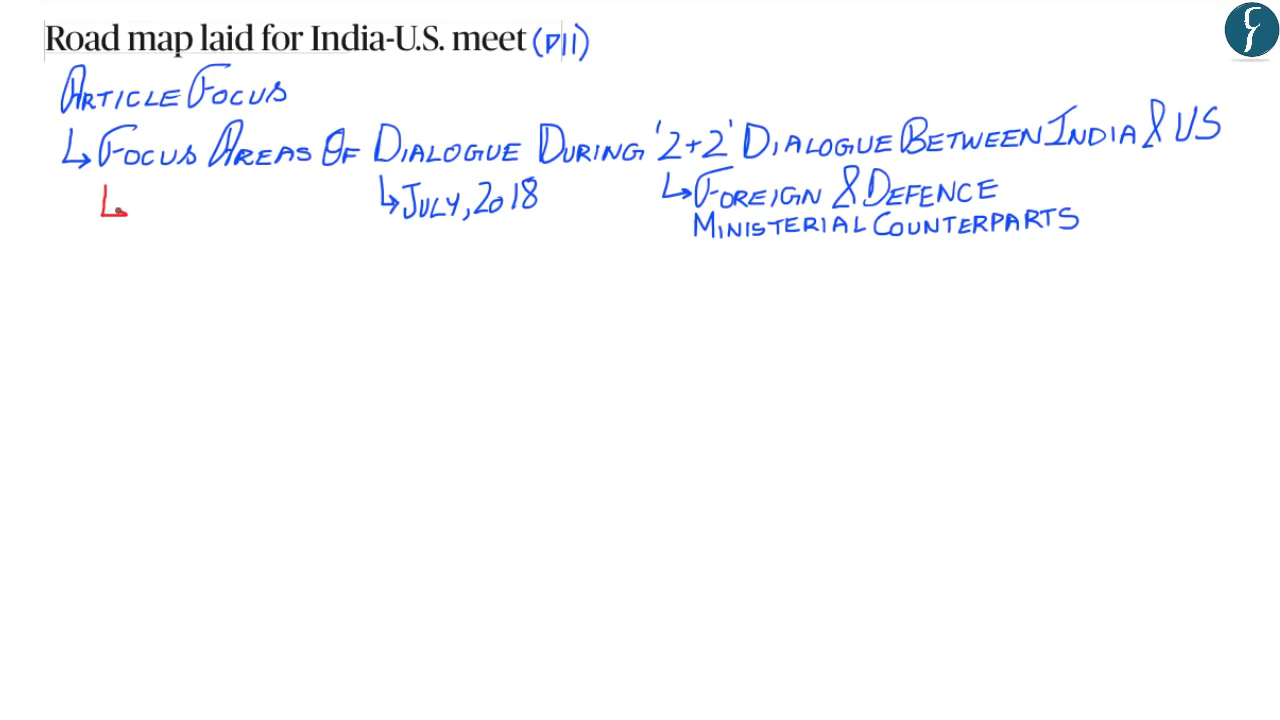 Road map laid for India-U.S. meet (P11)
ARTICLE FOCUS
↳ FOCUS AREAS OF DIALOGUE DURING '2+2' DIALOGUE BETWEEN INDIA & US
↳ JULY, 2018
↳ FOREIGN & DEFENCE
MINISTERIAL COUNTERPARTS